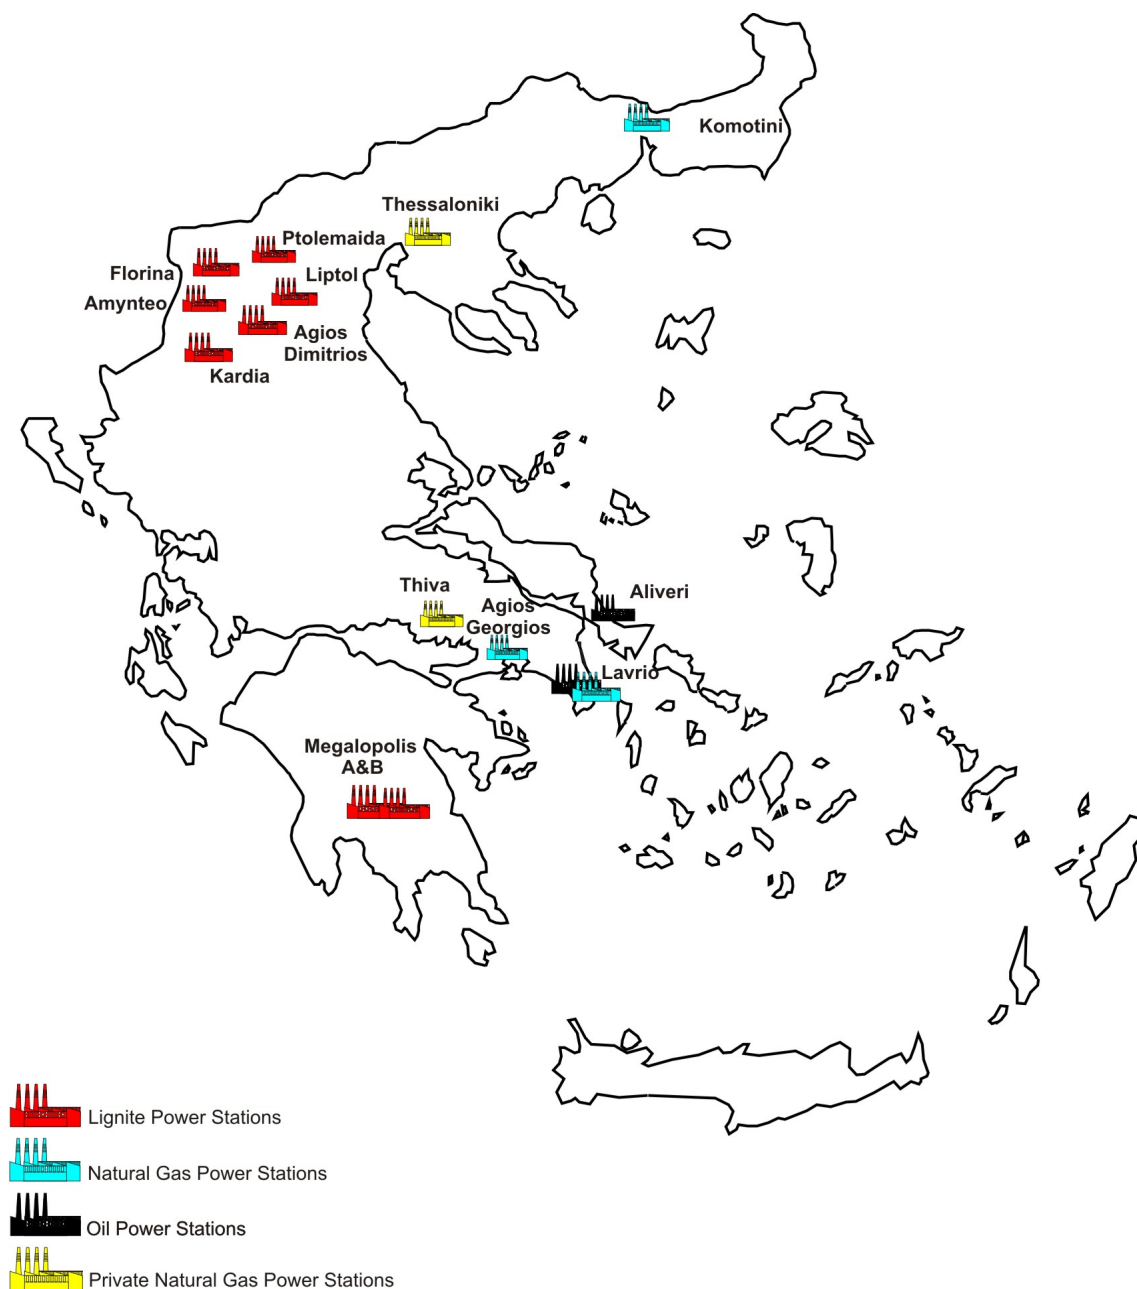 Komotini
Thessaloniki
Ptolemaida
Florina
Liptol
Amynteo
Agios
Dimitrios
Kardia
Thiva
Agios
Georgios
Aliveri
Lavrio
Megalopolis
A&B
Lignite Power Stations
Natural Gas Power Stations
Oil Power Stations
Private Natural Gas Power Stations